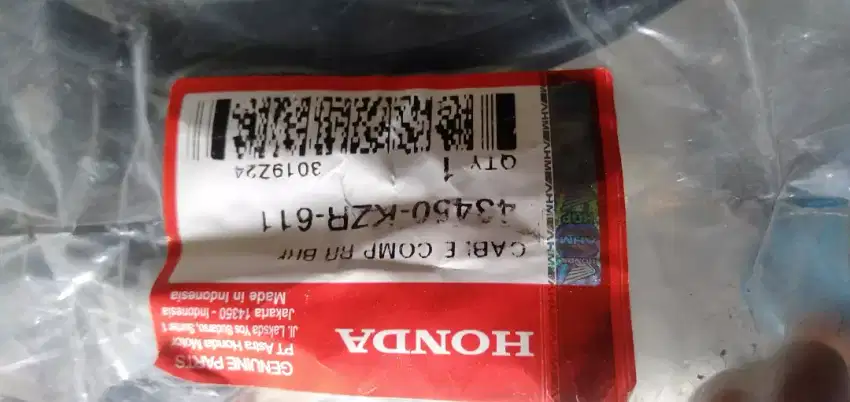 HONDA
GENUINE PARTS
PT Astra Honda Motor
Jl. Laksda Yos Sudarso, Sunter 1
Jakarta 14350 - Indonesia
Made in Indonesia
CABLE COMP RR BRK
43450-KZR-611
QTY 1
3019Z24